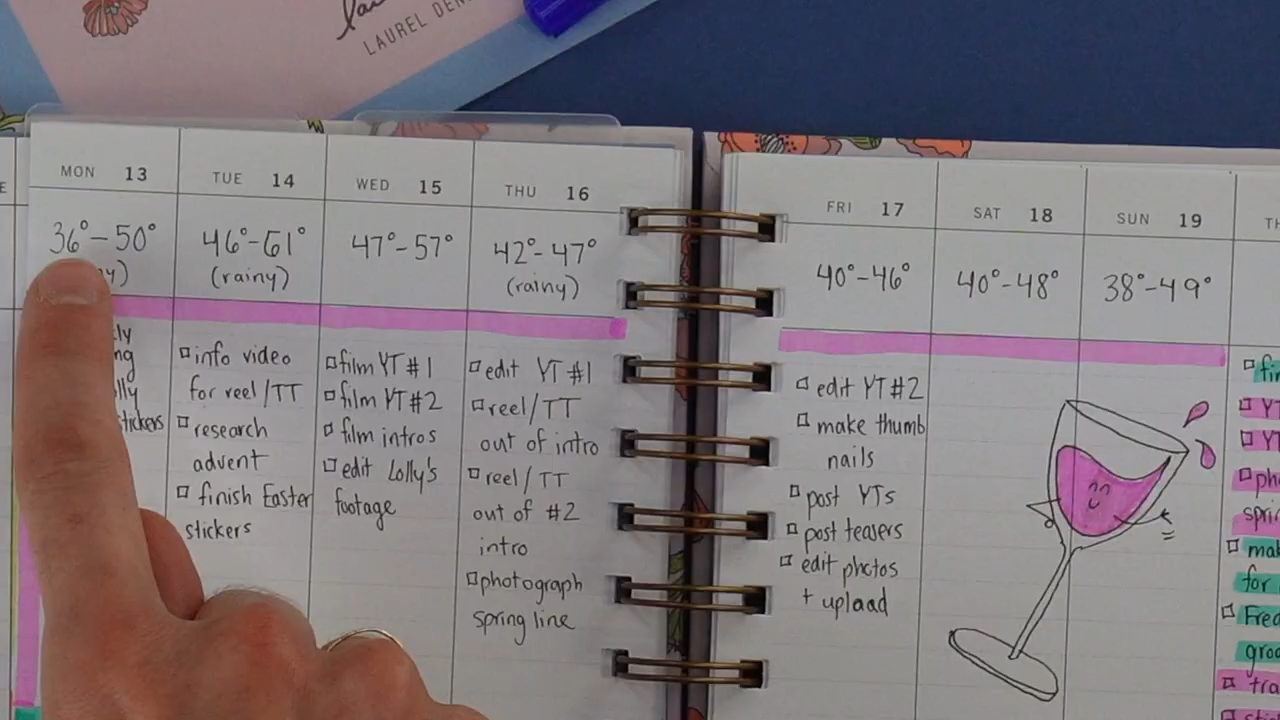 LAUREL
MON 13
36°-50°
TUE 14
46°-61°
(rainy)
info video
for reel/TT
research
advent
finish Easter
stickers
WED 15
47°-57°
film YT #1
film YT #2
film intros
edit Lolly's
footage
THU 16
42°-47°
(rainy)
edit YT #1
reel/TT
out of intro
reel/TT
out of #2
intro
photograph
spring line
FRI 17
40°-46°
edit YT #2
make thumb
nails
post YTs
post teasers
edit photos
+ upload
SAT 18
40°-48°
SUN 19
38°-49°
for